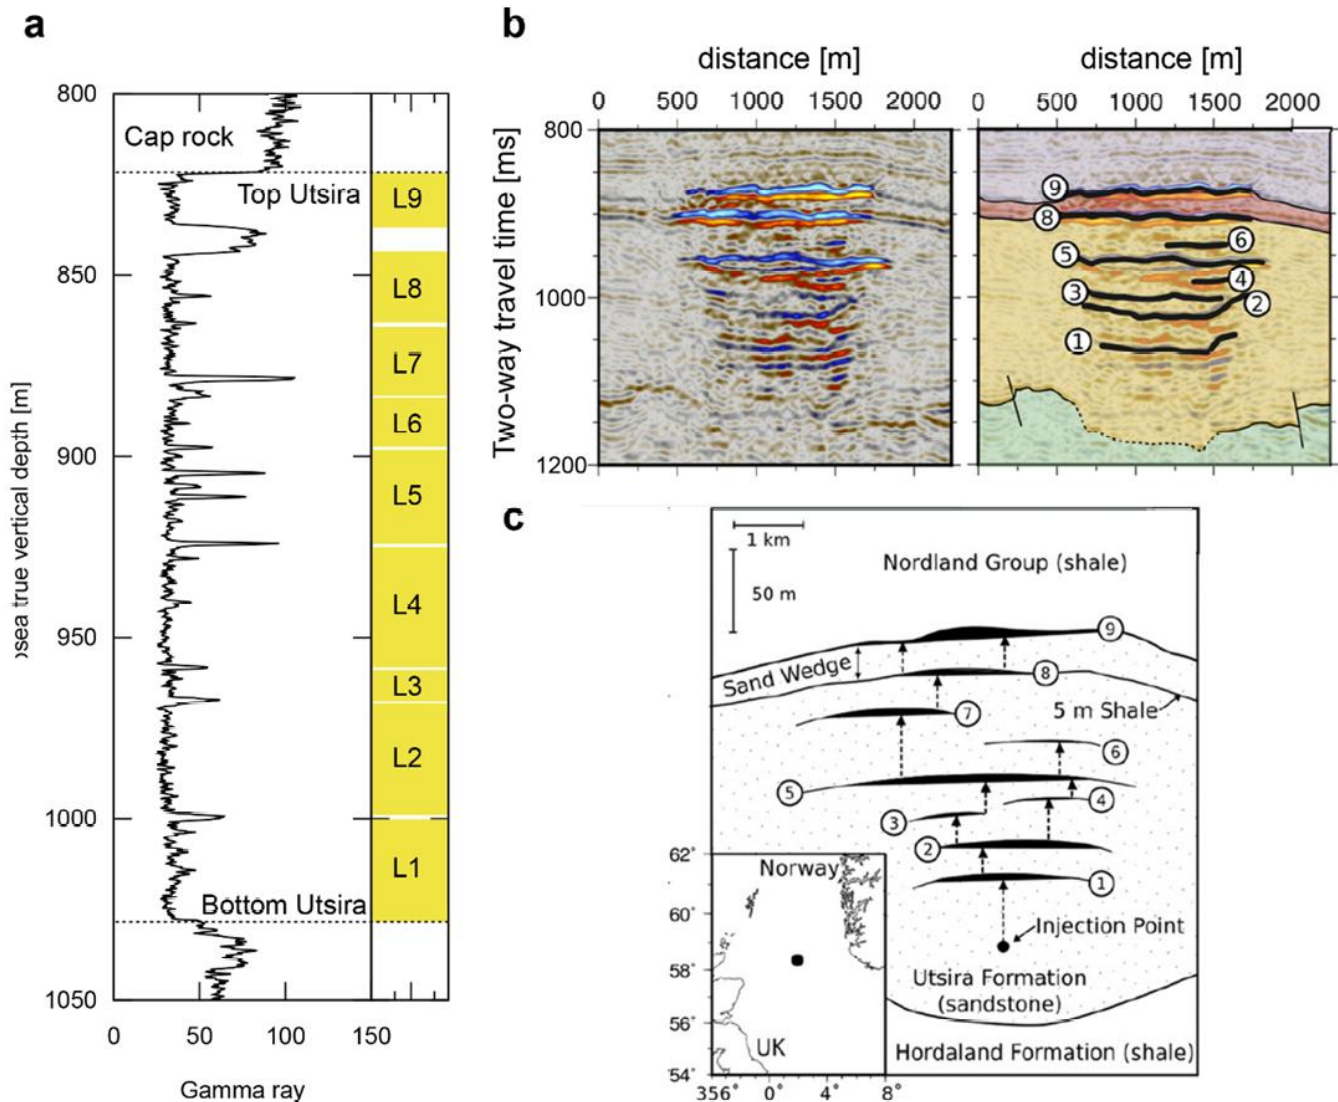 a
800
850
900
950
1000
1050
0 50 100 150
Gamma ray
sea true vertical depth [m]
Cap rock
Top Utsira
Bottom Utsira
L9
L8
L7
L6
L5
L4
L3
L2
L1
b
distance [m]
distance [m]
0 500 1000 1500 2000
0 500 1000 1500 2000
Two-way travel time [ms]
800
1000
1200
9
8
6
5
4
3
2
1
c
1 km
50 m
Nordland Group (shale)
9
Sand Wedge
8
5 m Shale
7
6
5
4
3
2
1
Injection Point
Utsira Formation
(sandstone)
Hordaland Formation (shale)
Norway
UK
62°
60°
58°
56°
54°
356° 0° 4° 8°